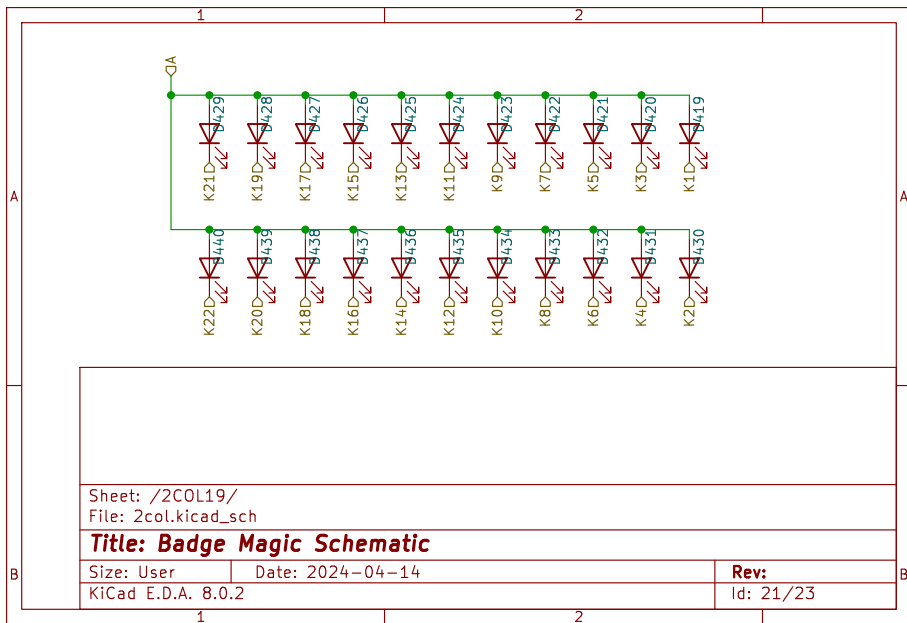 1 2
A
D429 D428 D427 D426 D425 D424 D423 D422 D421 D420 D419
K21 K19 K17 K15 K13 K11 K9 K7 K5 K3 K1
A A
D440 D439 D438 D437 D436 D435 D434 D433 D432 D431 D430
K22 K20 K18 K16 K14 K12 K10 K8 K6 K4 K2
Sheet: /2COL19/
File: 2col.kicad_sch
Title: Badge Magic Schematic
B B
Size: User Date: 2024-04-14 Rev:
KiCad E.D.A. 8.0.2 Id: 21/23
1 2